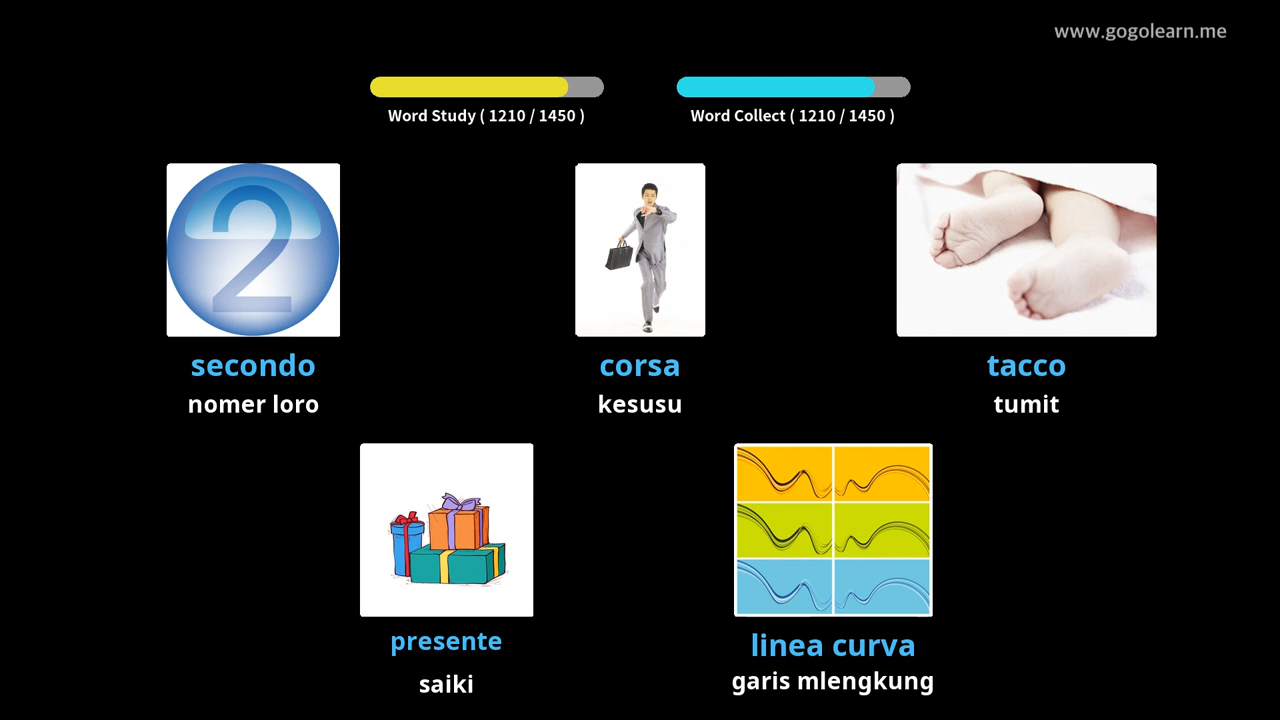 www.gogolearn.me
Word Study ( 1210 / 1450 )
Word Collect ( 1210 / 1450 )
2
secondo
nomer loro
corsa
kesusu
tacco
tumit
presente
saiki
linea curva
garis mlengkung